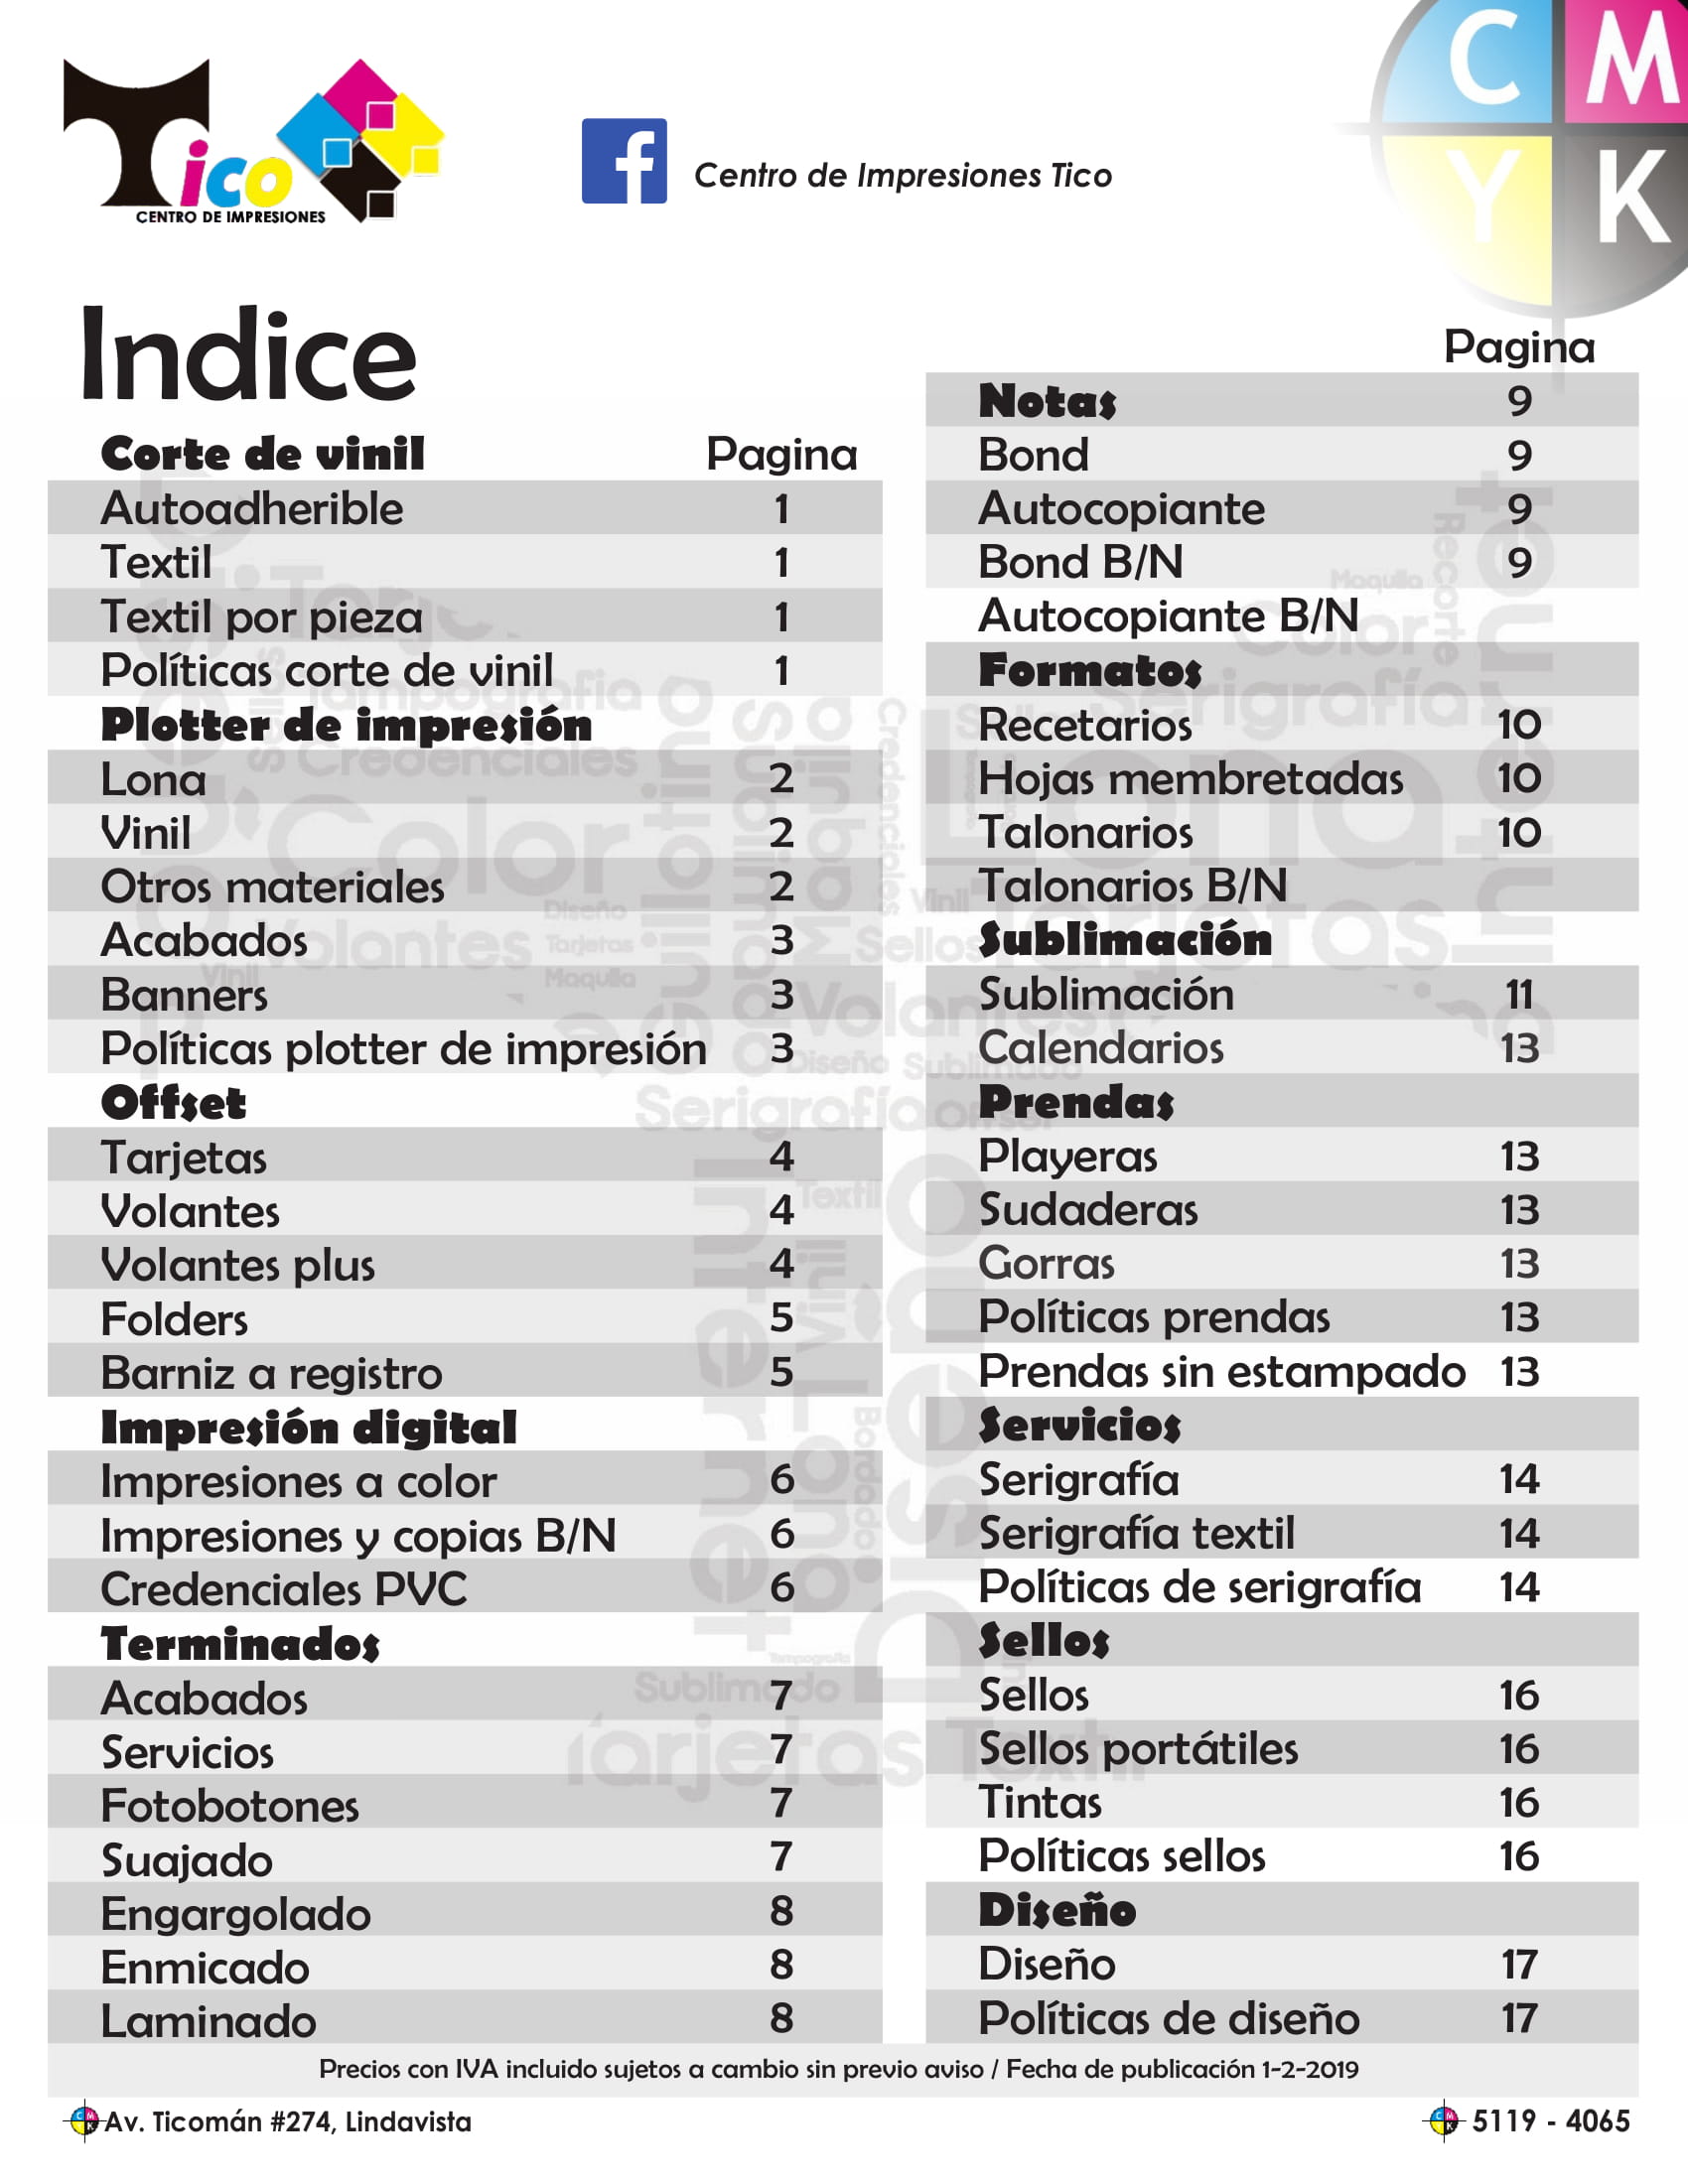 Tico
CENTRO DE IMPRESIONES
Centro de Impresiones Tico
C M
Y K
Indice
Corte de vinil Pagina
Autoadherible 1
Textil 1
Textil por pieza 1
Políticas corte de vinil 1
Plotter de impresión
Lona 2
Vinil 2
Otros materiales 2
Acabados 3
Banners 3
Políticas plotter de impresión 3
Offset
Tarjetas 4
Volantes 4
Volantes plus 4
Folders 5
Barniz a registro 5
Impresión digital
Impresiones a color 6
Impresiones y copias B/N 6
Credenciales PVC 6
Terminados
Acabados 7
Servicios 7
Fotobotones 7
Suajado 7
Engargolado 8
Enmicado 8
Laminado 8
Pagina
Notas 9
Bond 9
Autocopiante 9
Bond B/N 9
Autocopiante B/N
Formatos
Recetarios 10
Hojas membretadas 10
Talonarios 10
Talonarios B/N
Sublimación
Sublimación 11
Calendarios 13
Prendas
Playeras 13
Sudaderas 13
Gorras 13
Políticas prendas 13
Prendas sin estampado 13
Servicios
Serigrafía 14
Serigrafía textil 14
Políticas de serigrafía 14
Sellos
Sellos 16
Sellos portátiles 16
Tintas 16
Políticas sellos 16
Diseño
Diseño 17
Políticas de diseño 17
Precios con IVA incluido sujetos a cambio sin previo aviso / Fecha de publicación 1-2-2019
Av. Ticomán #274, Lindavista
5119 - 4065